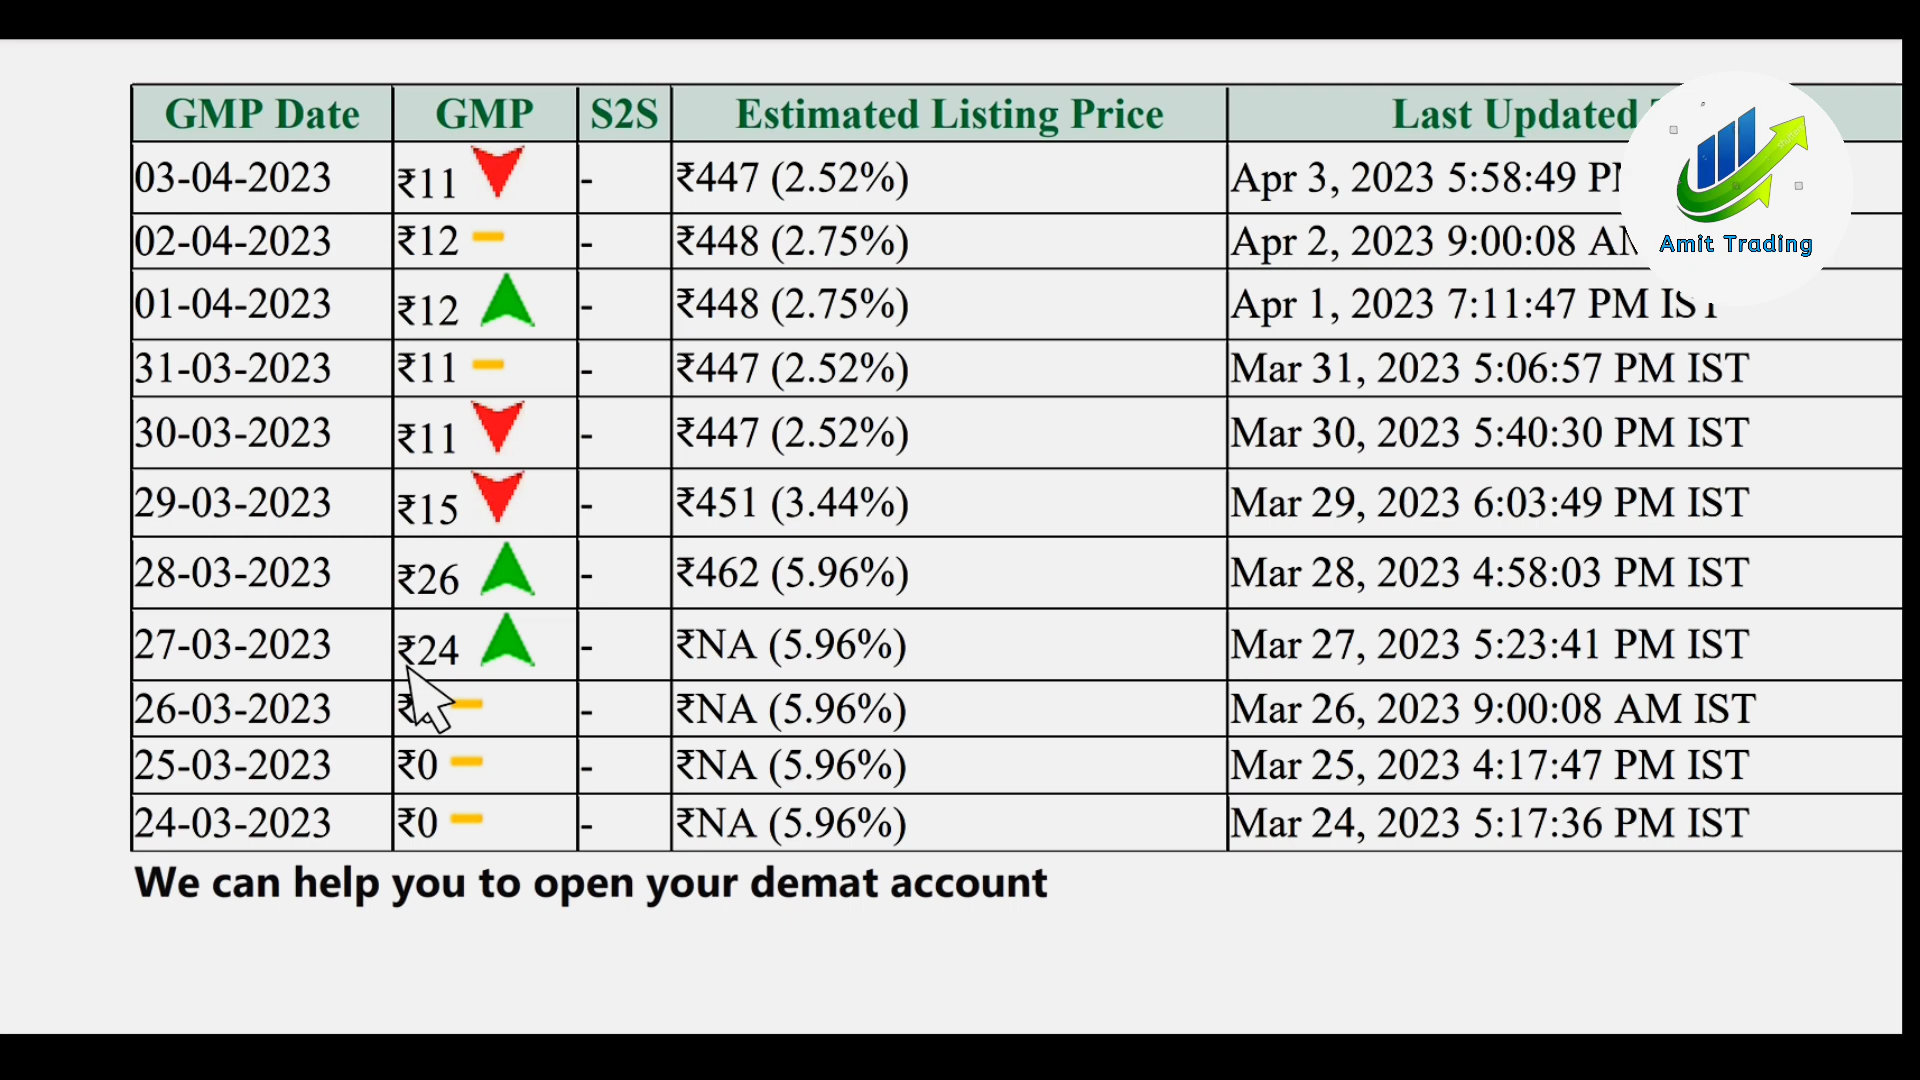 GMP Date GMP S2S Estimated Listing Price Last Updated
03-04-2023 ₹11 - ₹447 (2.52%) Apr 3, 2023 5:58:49
02-04-2023 ₹12 - ₹448 (2.75%) Apr 2, 2023 9:00:08
01-04-2023 ₹12 - ₹448 (2.75%) Apr 1, 2023 7:11:47 PM IST
31-03-2023 ₹11 - ₹447 (2.52%) Mar 31, 2023 5:06:57 PM IST
30-03-2023 ₹11 - ₹447 (2.52%) Mar 30, 2023 5:40:30 PM IST
29-03-2023 ₹15 - ₹451 (3.44%) Mar 29, 2023 6:03:49 PM IST
28-03-2023 ₹26 - ₹462 (5.96%) Mar 28, 2023 4:58:03 PM IST
27-03-2023 ₹24 - ₹NA (5.96%) Mar 27, 2023 5:23:41 PM IST
26-03-2023 - ₹NA (5.96%) Mar 26, 2023 9:00:08 AM IST
25-03-2023 ₹0 - ₹NA (5.96%) Mar 25, 2023 4:17:47 PM IST
24-03-2023 ₹0 - ₹NA (5.96%) Mar 24, 2023 5:17:36 PM IST
We can help you to open your demat account
Amit Trading